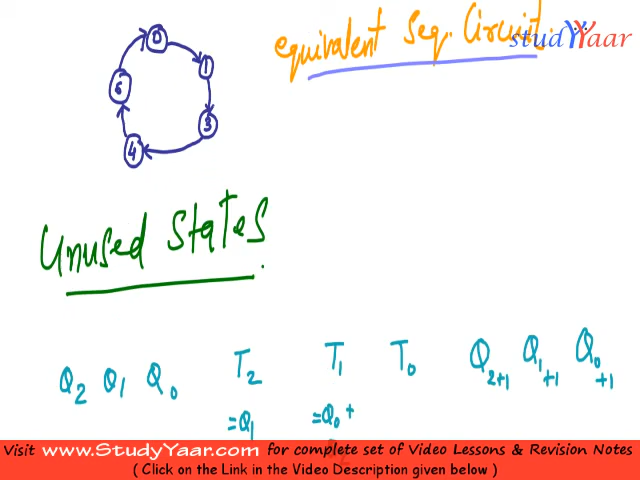 equivalent Seq. Circuit.
studYYaar
0
1
6
3
4
Unused States.
Q2 Q1 Q0 T2 T1 T0 Q2+1 Q1+1 Q0+1
=Q1 =Q0 +
Visit www.StudyYaar.com for complete set of Video Lessons & Revision Notes
( Click on the Link in the Video Description given below )